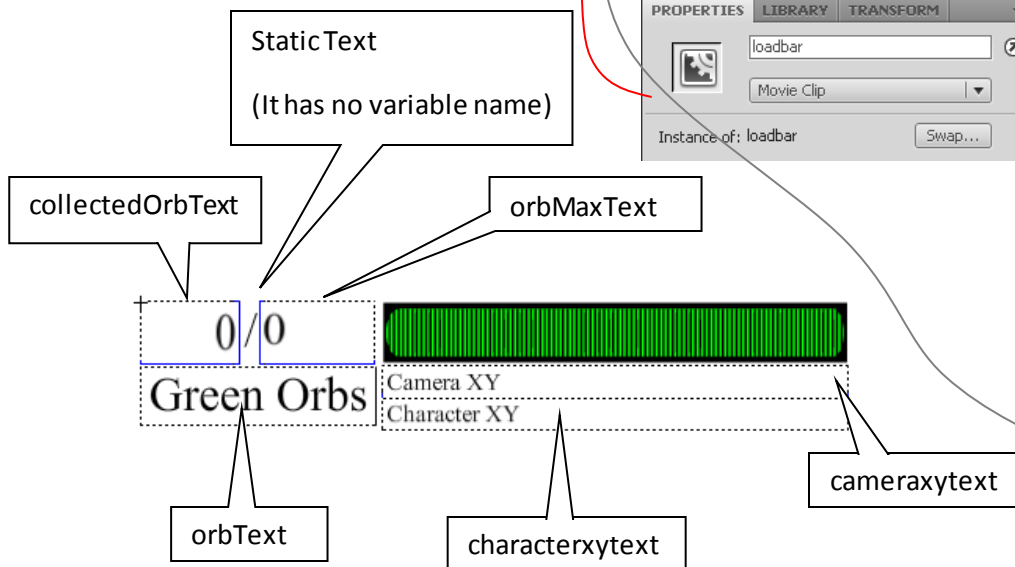 PROPERTIES LIBRARY TRANSFORM
loadbar
Movie Clip
Instance of: loadbar Swap...
Static Text
(It has no variable name)
collectedOrbText
orbMaxText
0/0
Green Orbs
Camera XY
Character XY
cameraxytext
orbText
characterxytext